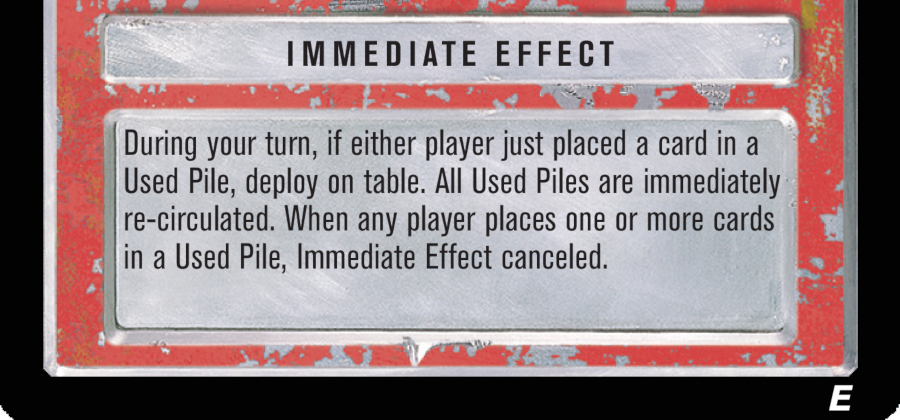 IMMEDIATE EFFECT
During your turn, if either player just placed a card in a
Used Pile, deploy on table. All Used Piles are immediately
re-circulated. When any player places one or more cards
in a Used Pile, Immediate Effect canceled.
E